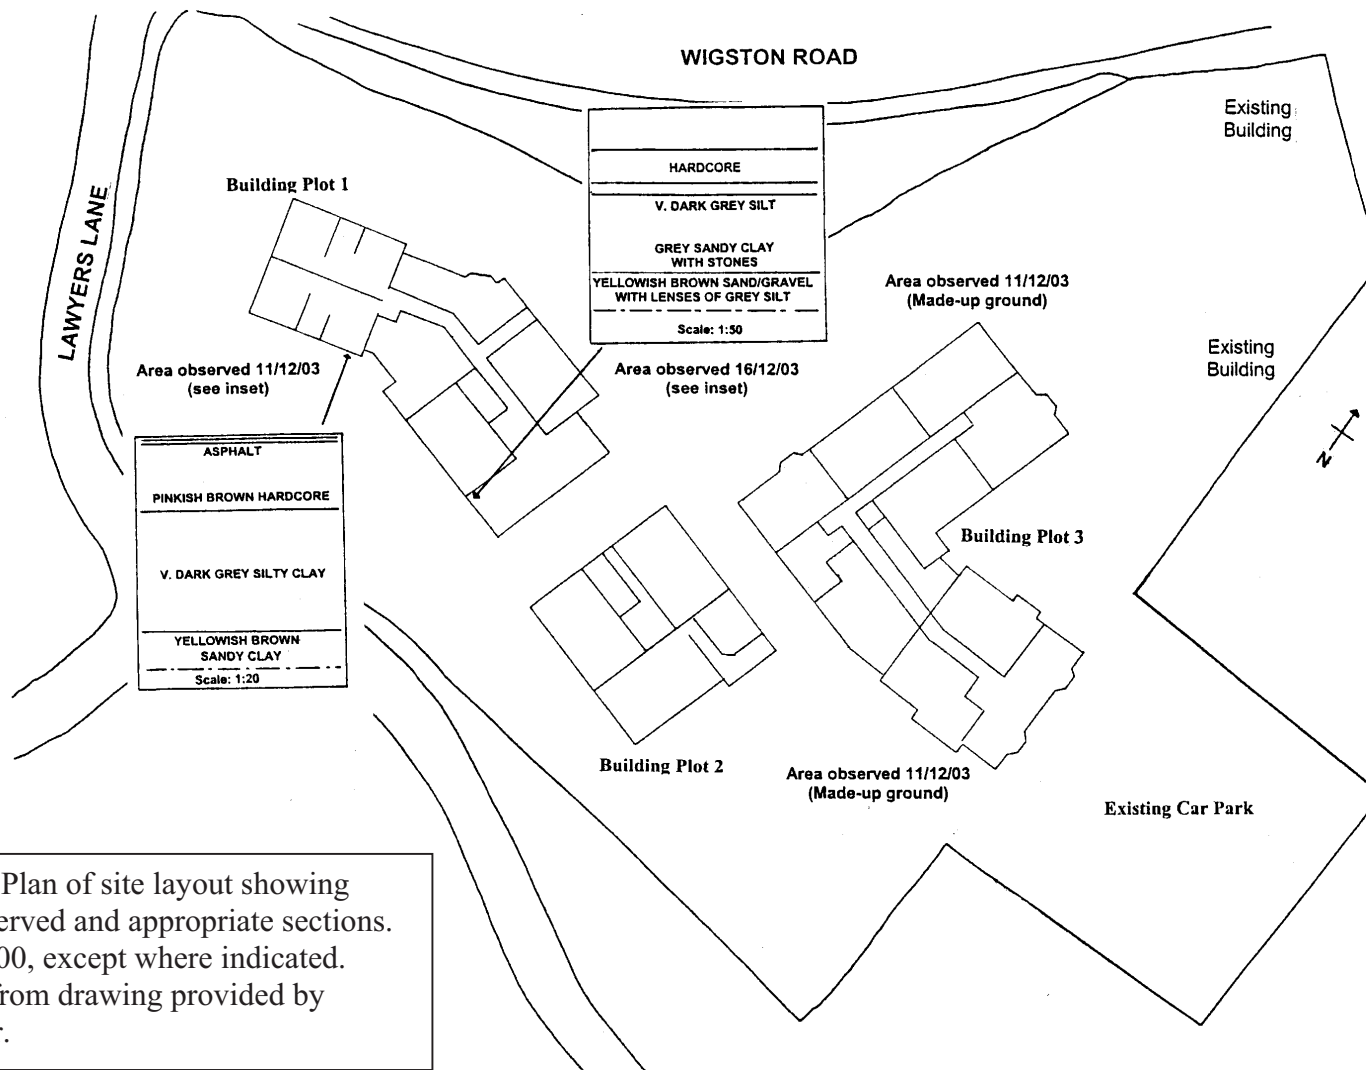 WIGSTON ROAD
Existing
Building
LAWYERS LANE
Building Plot 1
HARDCORE
V. DARK GREY SILT
GREY SANDY CLAY
WITH STONES
YELLOWISH BROWN SAND/GRAVEL
WITH LENSES OF GREY SILT
Scale: 1:50
Area observed 11/12/03
(Made-up ground)
Existing
Building
Area observed 11/12/03
(see inset)
Area observed 16/12/03
(see inset)
N
ASPHALT
PINKISH BROWN HARDCORE
V. DARK GREY SILTY CLAY
YELLOWISH BROWN
SANDY CLAY
Scale: 1:20
Building Plot 3
Building Plot 2
Area observed 11/12/03
(Made-up ground)
Existing Car Park
Plan of site layout showing
erved and appropriate sections.
00, except where indicated.
rom drawing provided by
r.